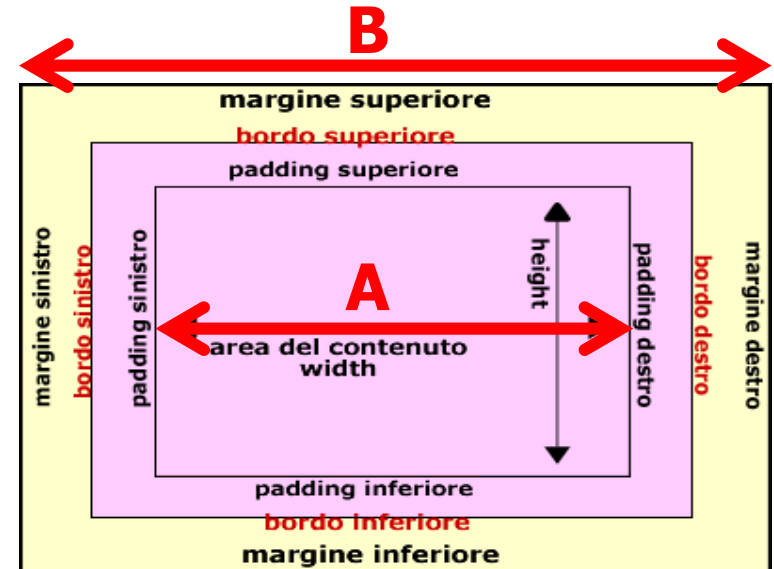 B
margine superiore
bordo superiore
padding superiore
margine sinistro
bordo sinistro
padding sinistro
A
area del contenuto
width
height
padding destro
bordo destro
margine destro
padding inferiore
bordo inferiore
margine inferiore